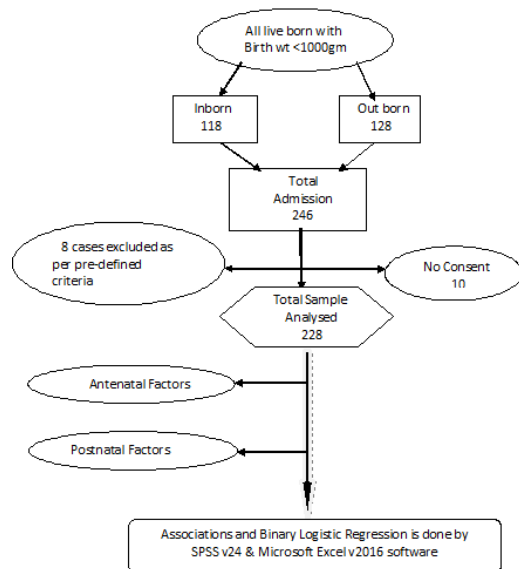 All live born with
Birth wt <1000gm
Inborn
118
Out born
128
Total
Admission
246
8 cases excluded as
per pre-defined
criteria
No Consent
10
Total Sample
Analysed
228
Antenatal Factors
Postnatal Factors
Associations and Binary Logistic Regression is done by
SPSS v24 & Microsoft Excel v2016 software